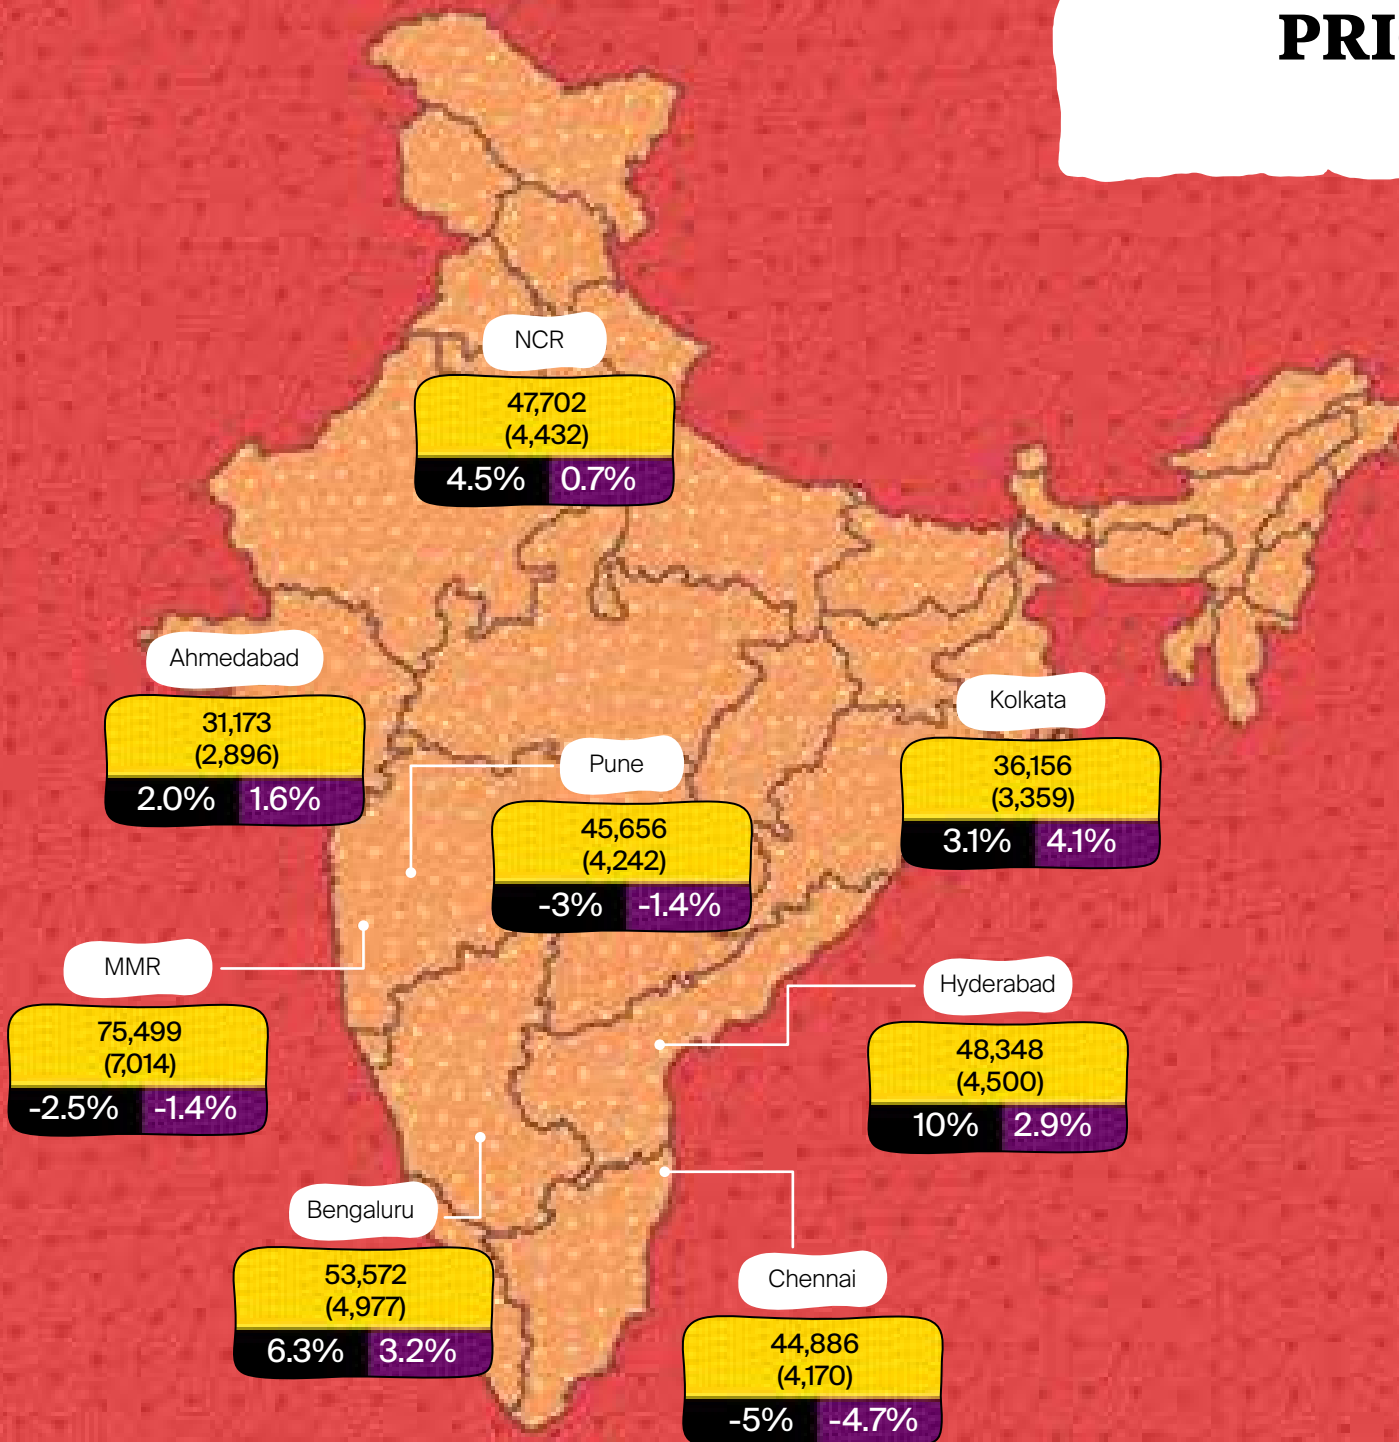 PRI
NCR
47,702
(4,432)
4.5% 0.7%
Ahmedabad
31,173
(2,896)
2.0% 1.6%
Kolkata
36,156
(3,359)
3.1% 4.1%
Pune
45,656
(4,242)
-3% -1.4%
MMR
75,499
(7,014)
-2.5% -1.4%
Hyderabad
48,348
(4,500)
10% 2.9%
Bengaluru
53,572
(4,977)
6.3% 3.2%
Chennai
44,886
(4,170)
-5% -4.7%